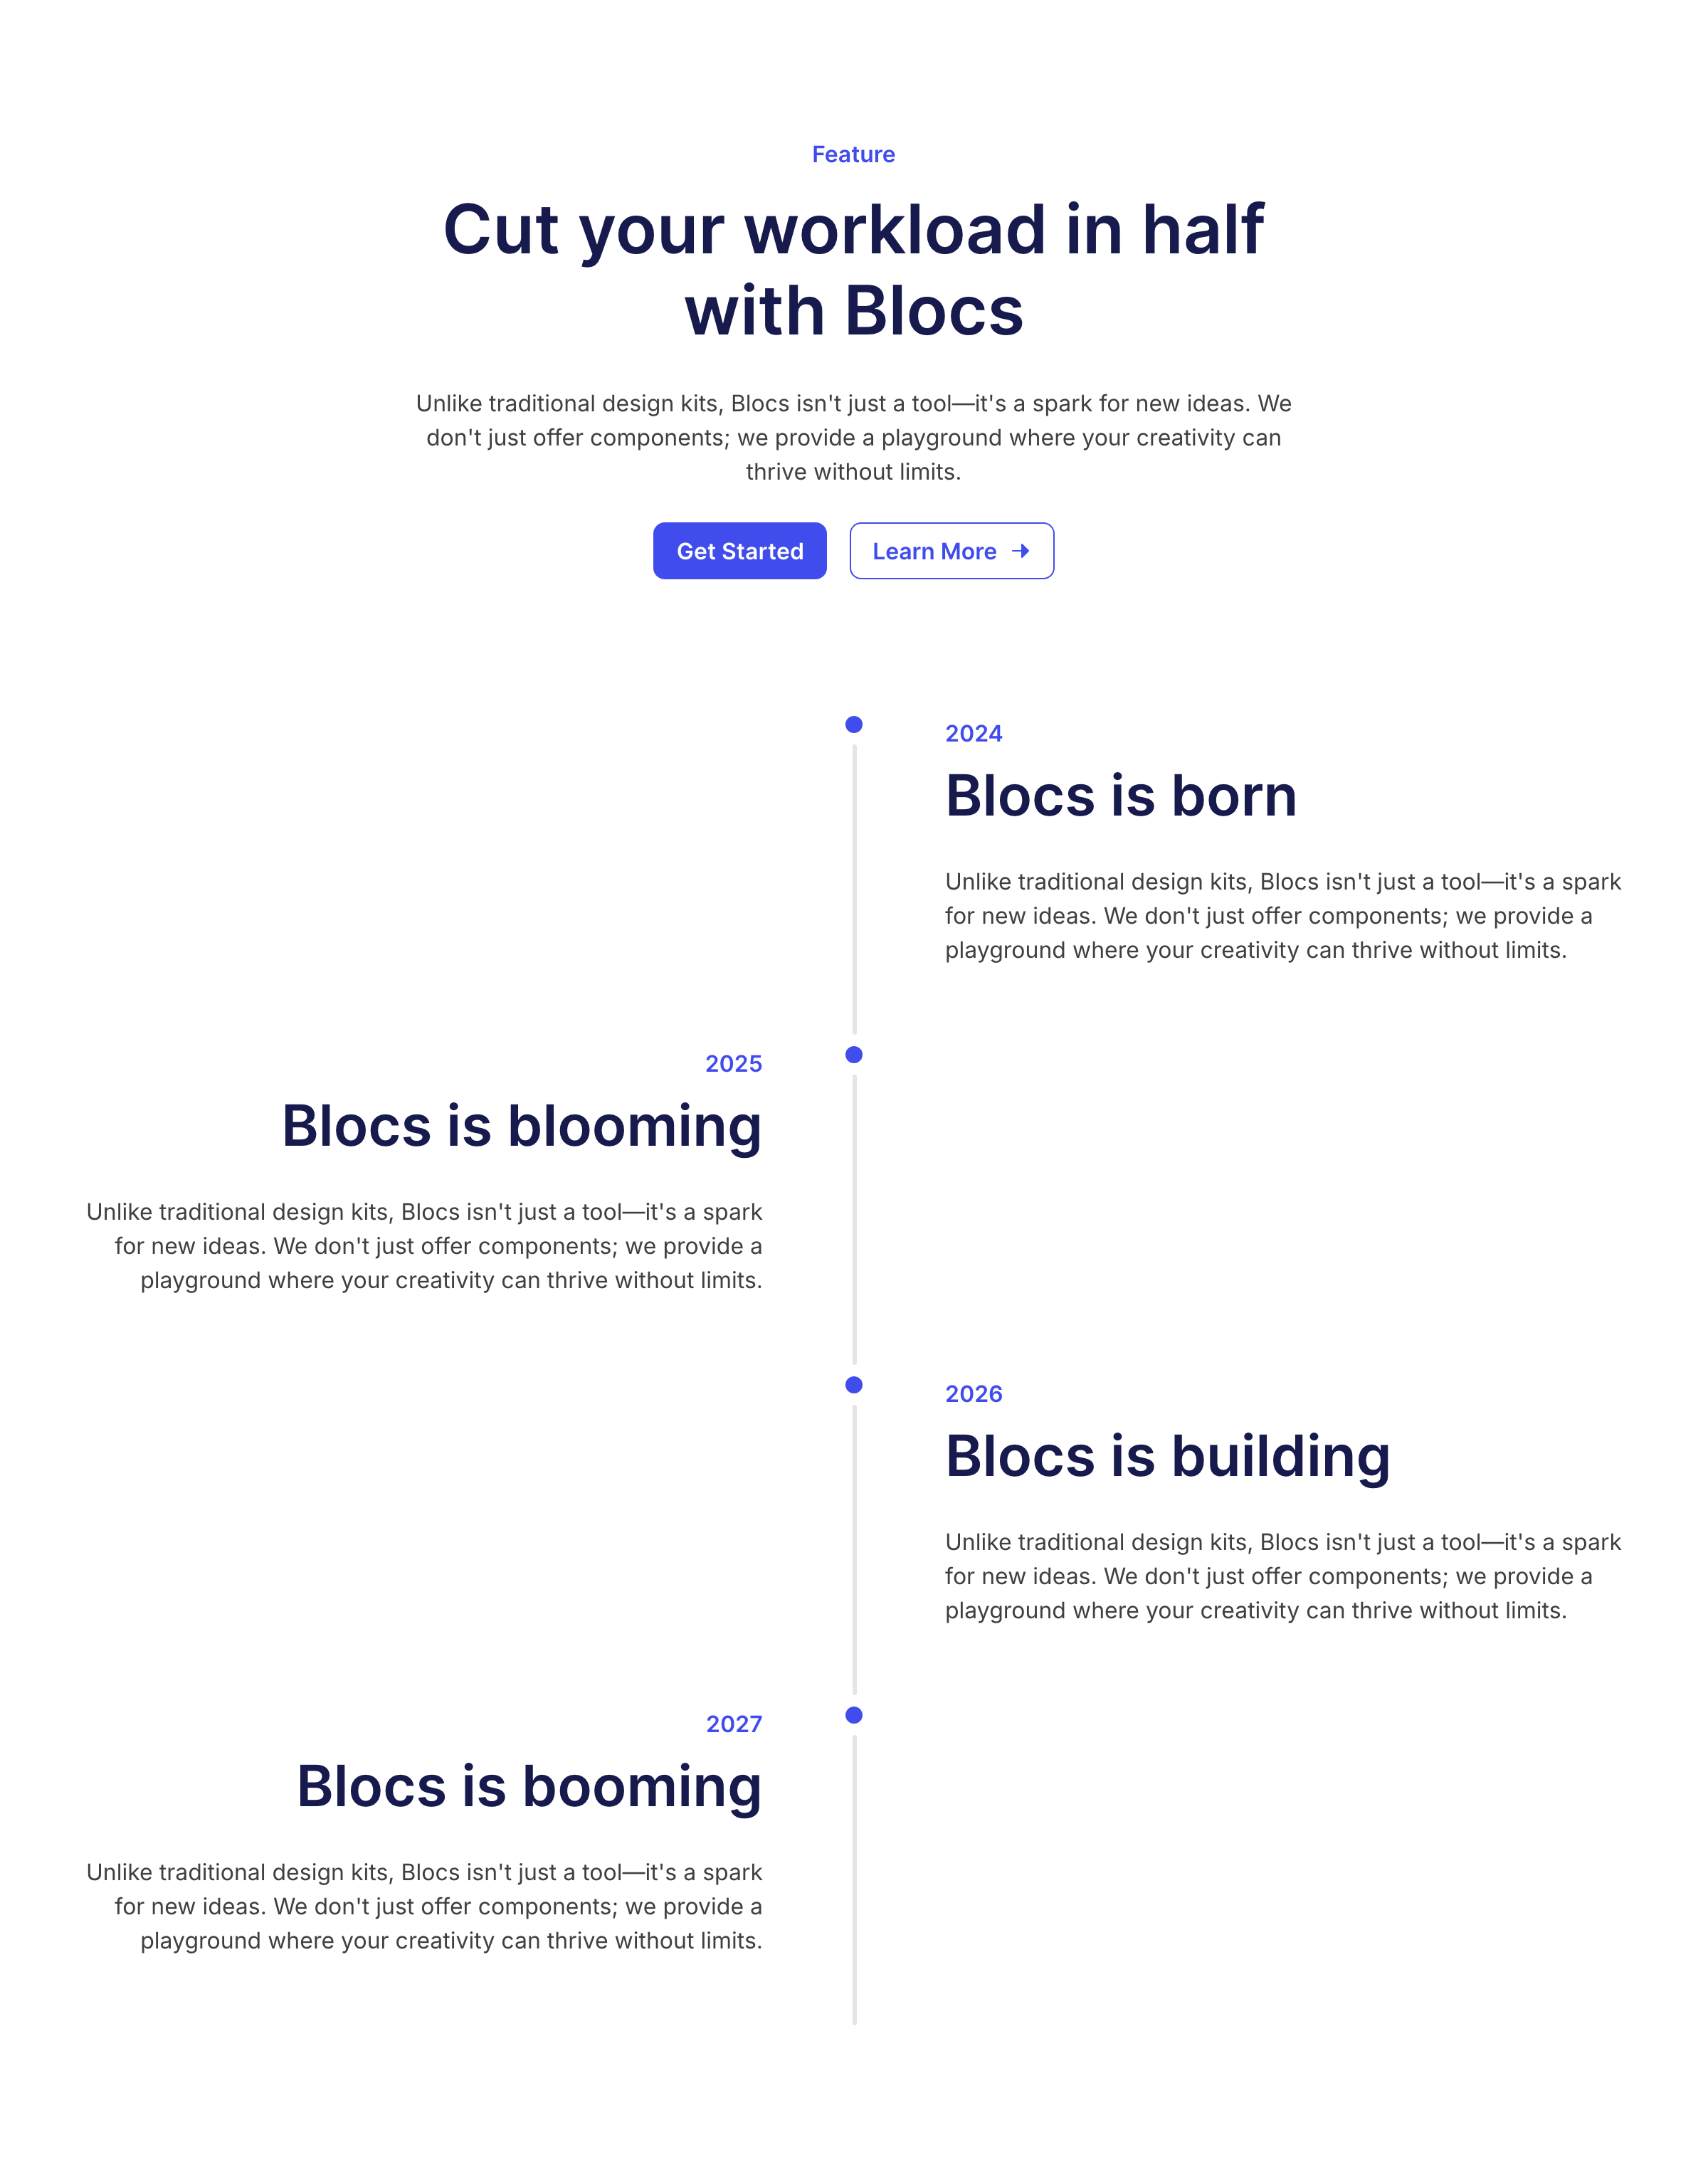 Feature
Cut your workload in half
with Blocs
Unlike traditional design kits, Blocs isn't just a tool—it's a spark for new ideas. We
don't just offer components; we provide a playground where your creativity can
thrive without limits.
Get Started
Learn More
2024
Blocs is born
Unlike traditional design kits, Blocs isn't just a tool—it's a spark
for new ideas. We don't just offer components; we provide a
playground where your creativity can thrive without limits.
2025
Blocs is blooming
Unlike traditional design kits, Blocs isn't just a tool—it's a spark
for new ideas. We don't just offer components; we provide a
playground where your creativity can thrive without limits.
2026
Blocs is building
Unlike traditional design kits, Blocs isn't just a tool—it's a spark
for new ideas. We don't just offer components; we provide a
playground where your creativity can thrive without limits.
2027
Blocs is booming
Unlike traditional design kits, Blocs isn't just a tool—it's a spark
for new ideas. We don't just offer components; we provide a
playground where your creativity can thrive without limits.